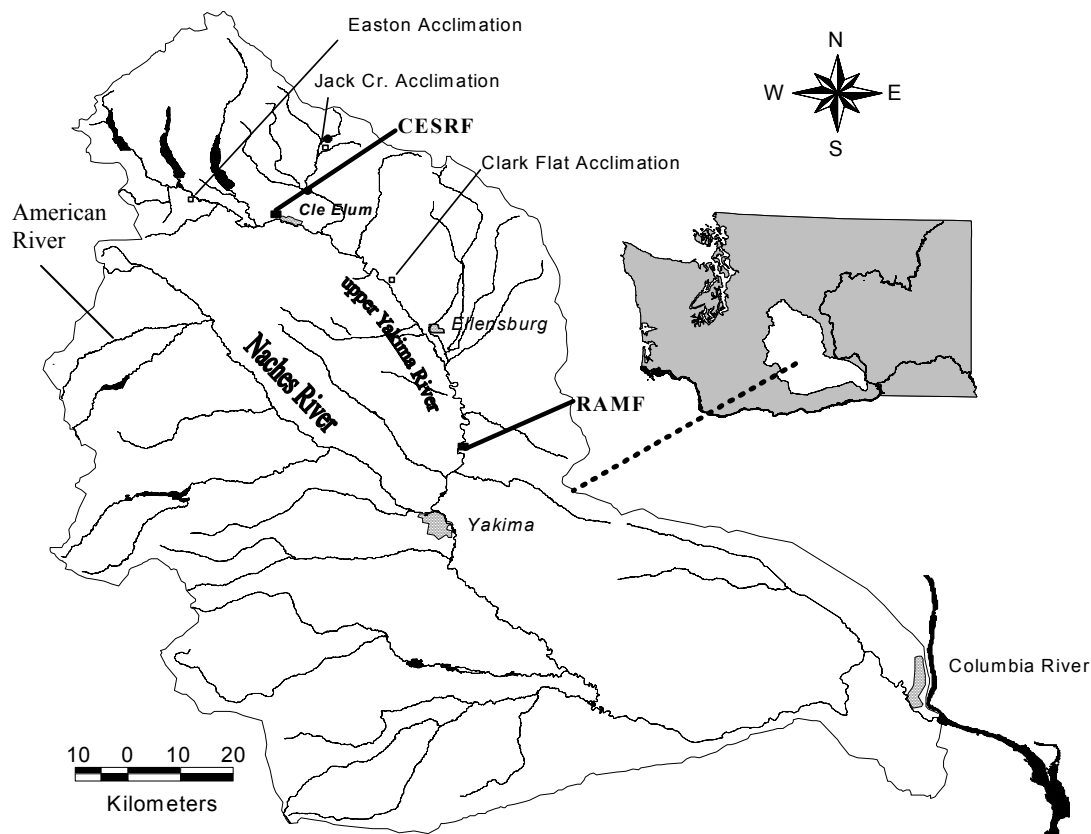 Easton Acclimation
Jack Cr. Acclimation
CESRF
Clark Flat Acclimation
N
W
E
S
American
River
Cle Elum
upper Yakima River
Ellensburg
Naches River
RAMF
Yakima
Columbia River
10 0 10 20
Kilometers